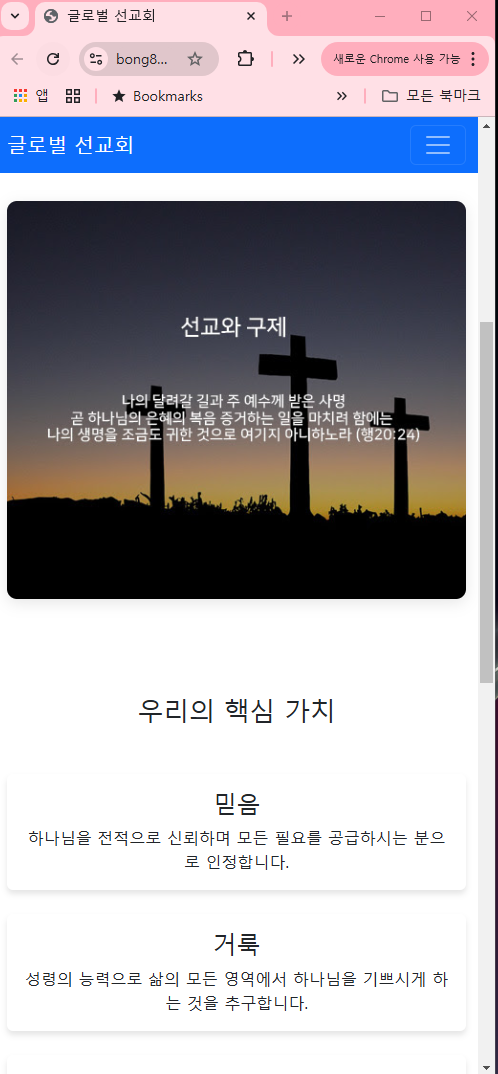 글로벌 선교회
bong8...
새로운 Chrome 사용 가능
앱
Bookmarks
모든 북마크
글로벌 선교회
선교와 구제
나의 달려갈 길과 주 예수께 받은 사명
곧 하나님의 은혜의 복음 증거하는 일을 마치려 함에는
나의 생명을 조금도 귀한 것으로 여기지 아니하노라 (행20:24)
우리의 핵심 가치
믿음
하나님을 전적으로 신뢰하며 모든 필요를 공급하시는 분으
로 인정합니다.
거룩
성령의 능력으로 삶의 모든 영역에서 하나님을 기쁘시게 하
는 것을 추구합니다.